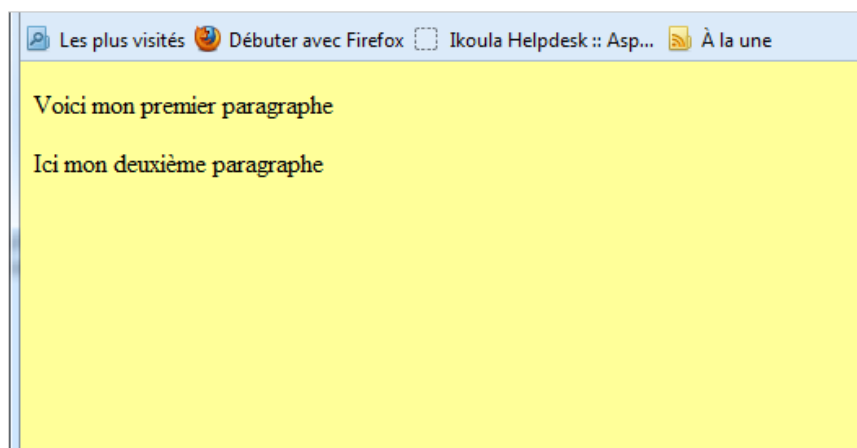 Les plus visités Débuter avec Firefox Ikoula Helpdesk :: Asp... À la une
Voici mon premier paragraphe
Ici mon deuxième paragraphe